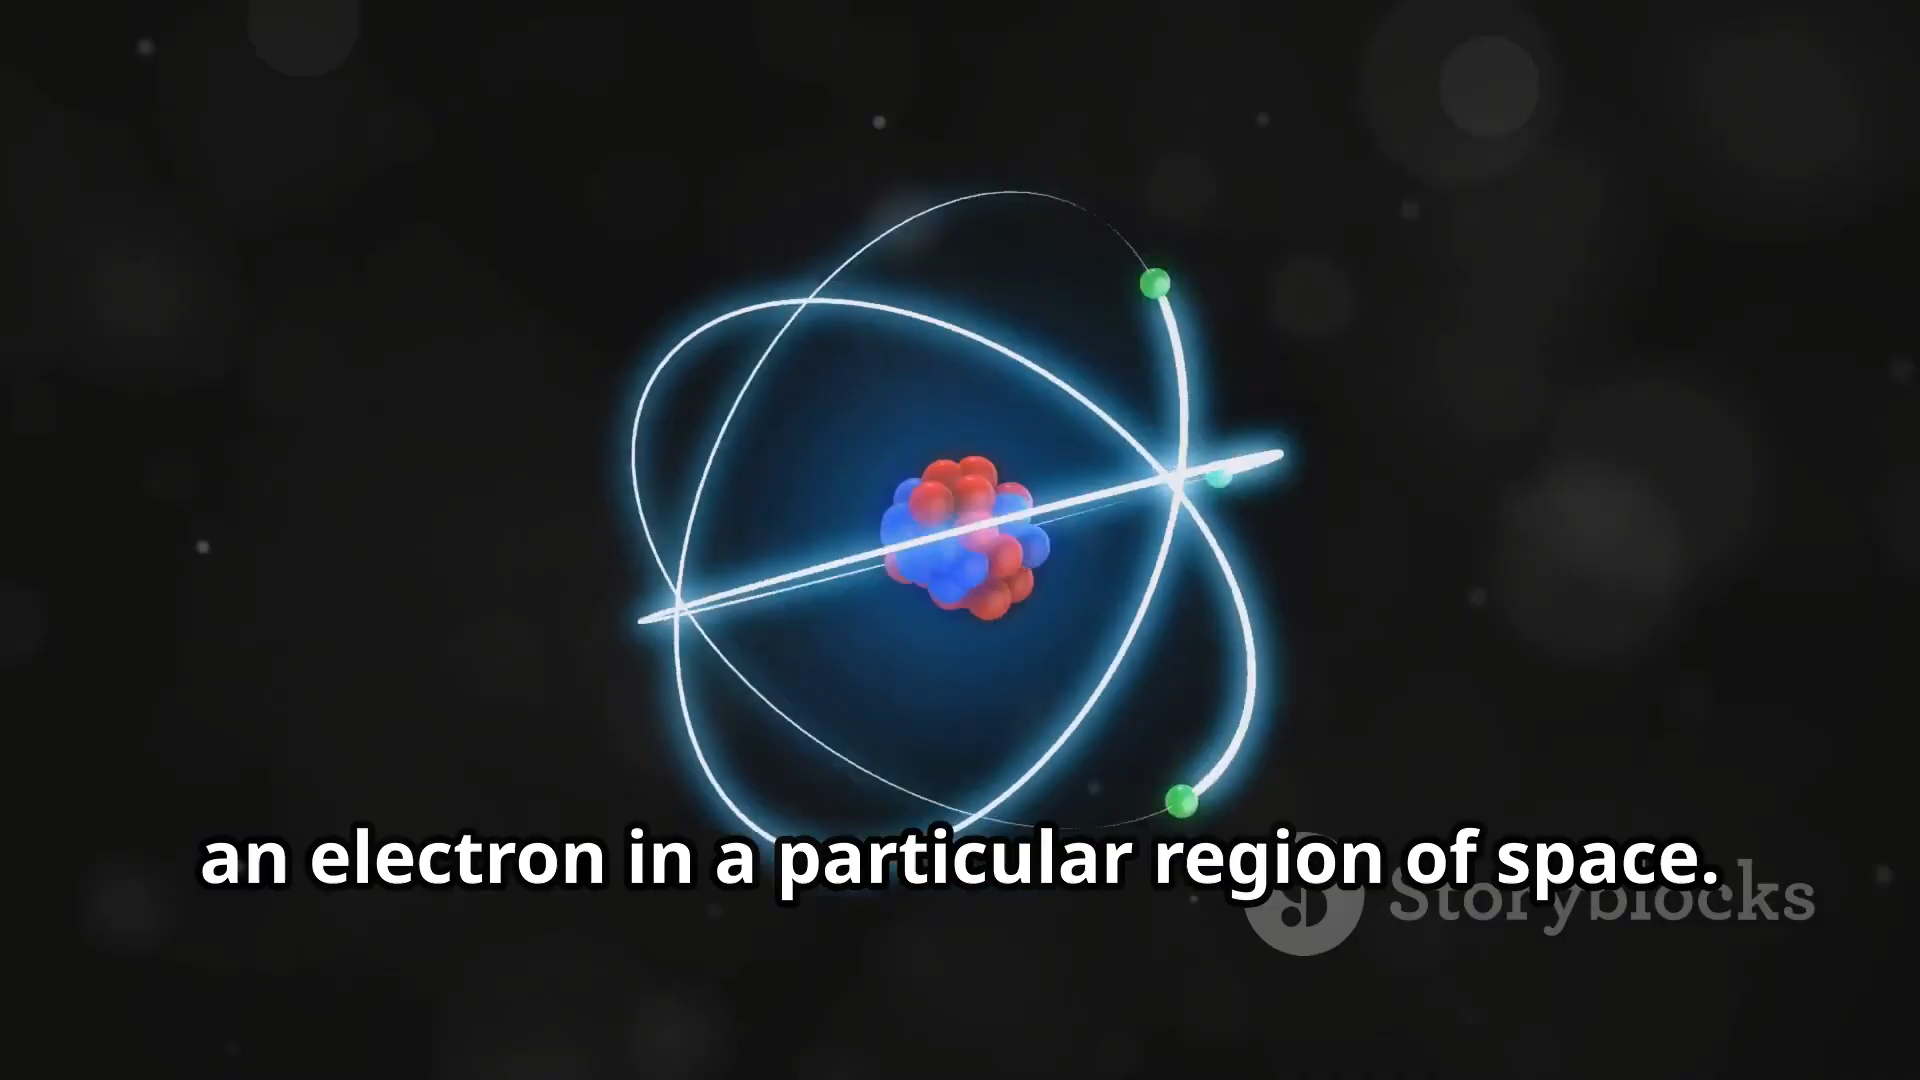 an electron in a particular region of space.
Storyblocks